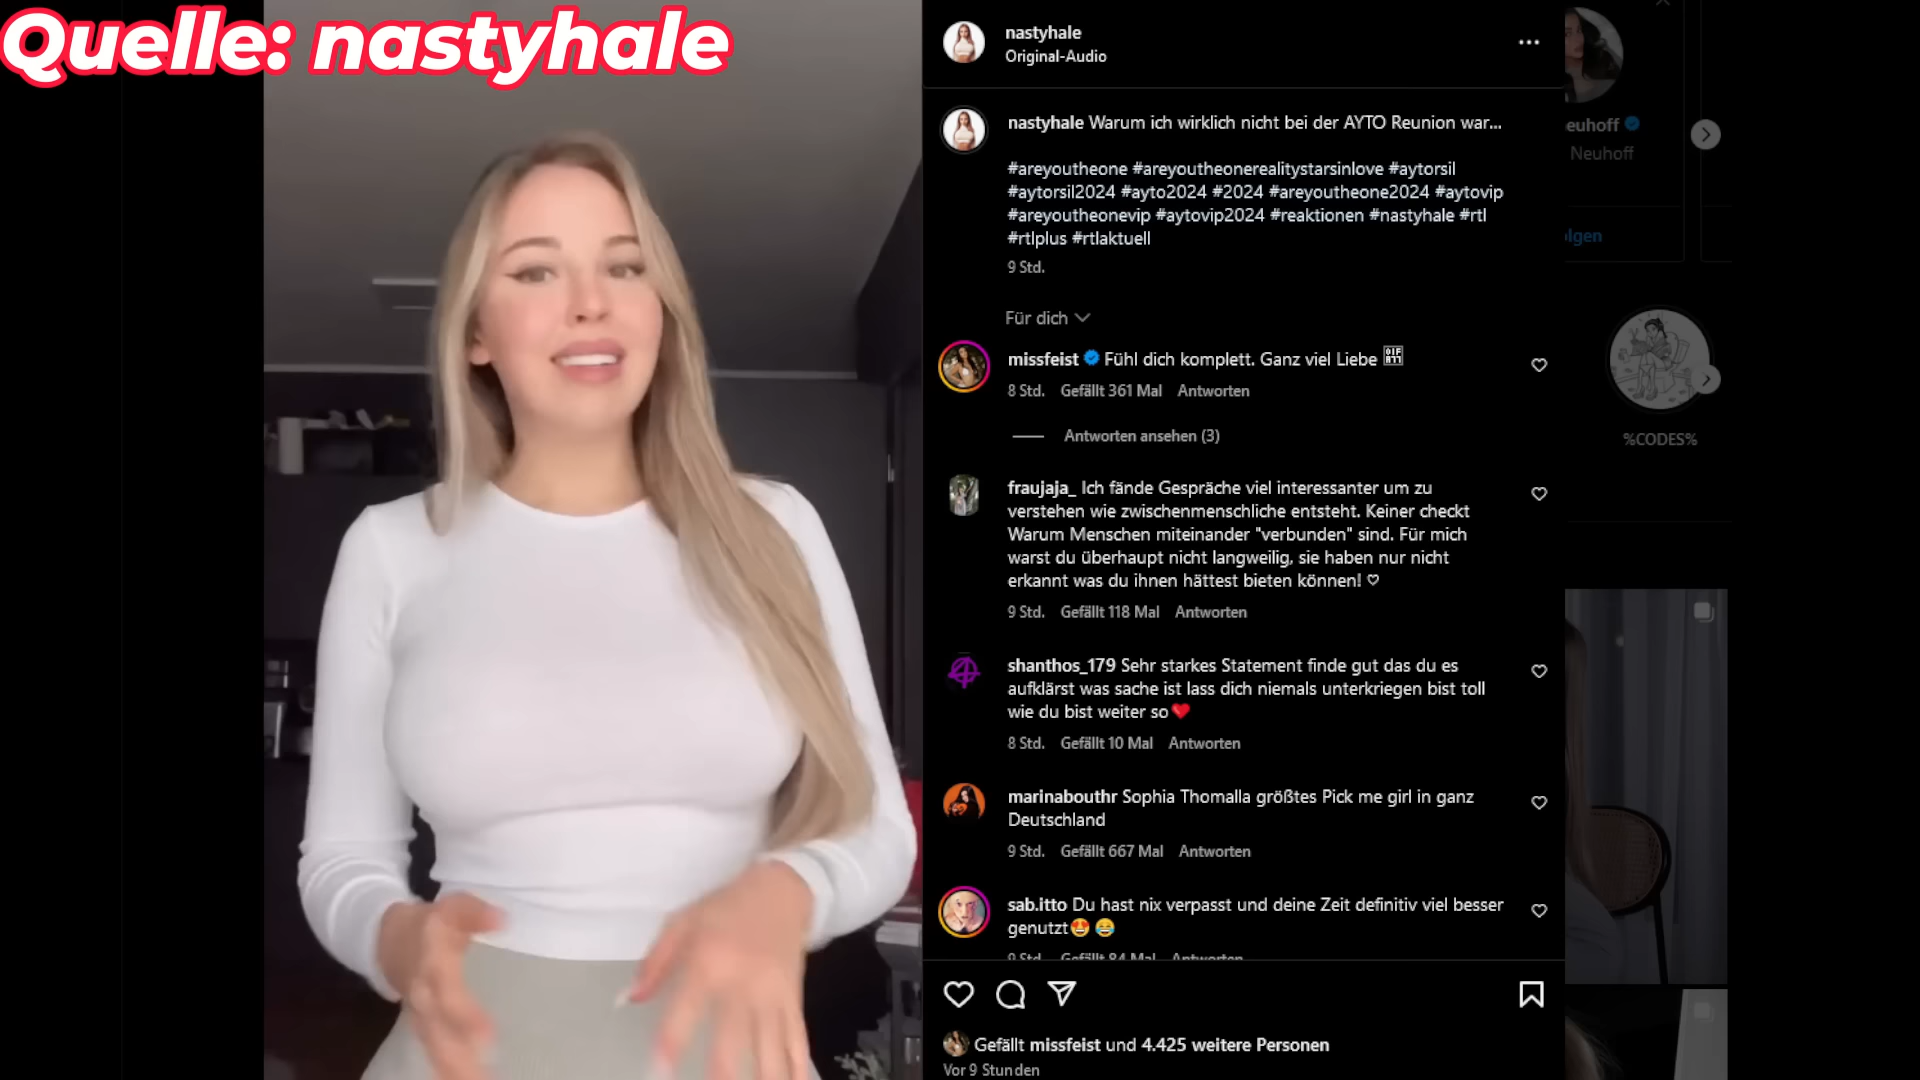 Quelle: nastyhale
nastyhale
Original-Audio
nastyhale Warum ich wirklich nicht bei der AYTO Reunion war...
#areyoutheone #areyoutheonerealitystarsinlove #aytorsil
#aytorsil2024 #ayto2024 #2024 #areyoutheone2024 #aytovip
#areyoutheonevip #aytovip2024 #reaktionen #nastyhale #rtl
#rtlplus #rtlaktuell
9 Std.
Für dich
missfeist Fühl dich komplett. Ganz viel Liebe
8 Std. Gefällt 361 Mal Antworten
Antworten ansehen (3)
fraujaja_ Ich fände Gespräche viel interessanter um zu
verstehen wie zwischenmenschliche entsteht. Keiner checkt
Warum Menschen miteinander "verbunden" sind. Für mich
warst du überhaupt nicht langweilig, sie haben nur nicht
erkannt was du ihnen hättest bieten können! ♡
9 Std. Gefällt 118 Mal Antworten
shanthos_179 Sehr starkes Statement finde gut das du es
aufklärst was sache ist lass dich niemals unterkriegen bist toll
wie du bist weiter so❤️
8 Std. Gefällt 10 Mal Antworten
marinabouthr Sophia Thomalla größtes Pick me girl in ganz
Deutschland
9 Std. Gefällt 667 Mal Antworten
sab.itto Du hast nix verpasst und deine Zeit definitiv viel besser
genutzt😍😂
9 Std. Gefällt 84 Mal Antworten
Gefällt missfeist und 4.425 weitere Personen
Vor 9 Stunden
euhoff
Neuhoff
lgen
%CODES%